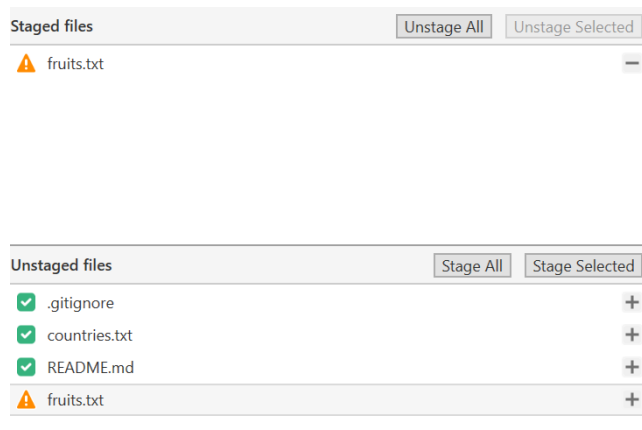 Staged files Unstage All Unstage Selected
fruits.txt
Unstaged files Stage All Stage Selected
.gitignore
countries.txt
README.md
fruits.txt